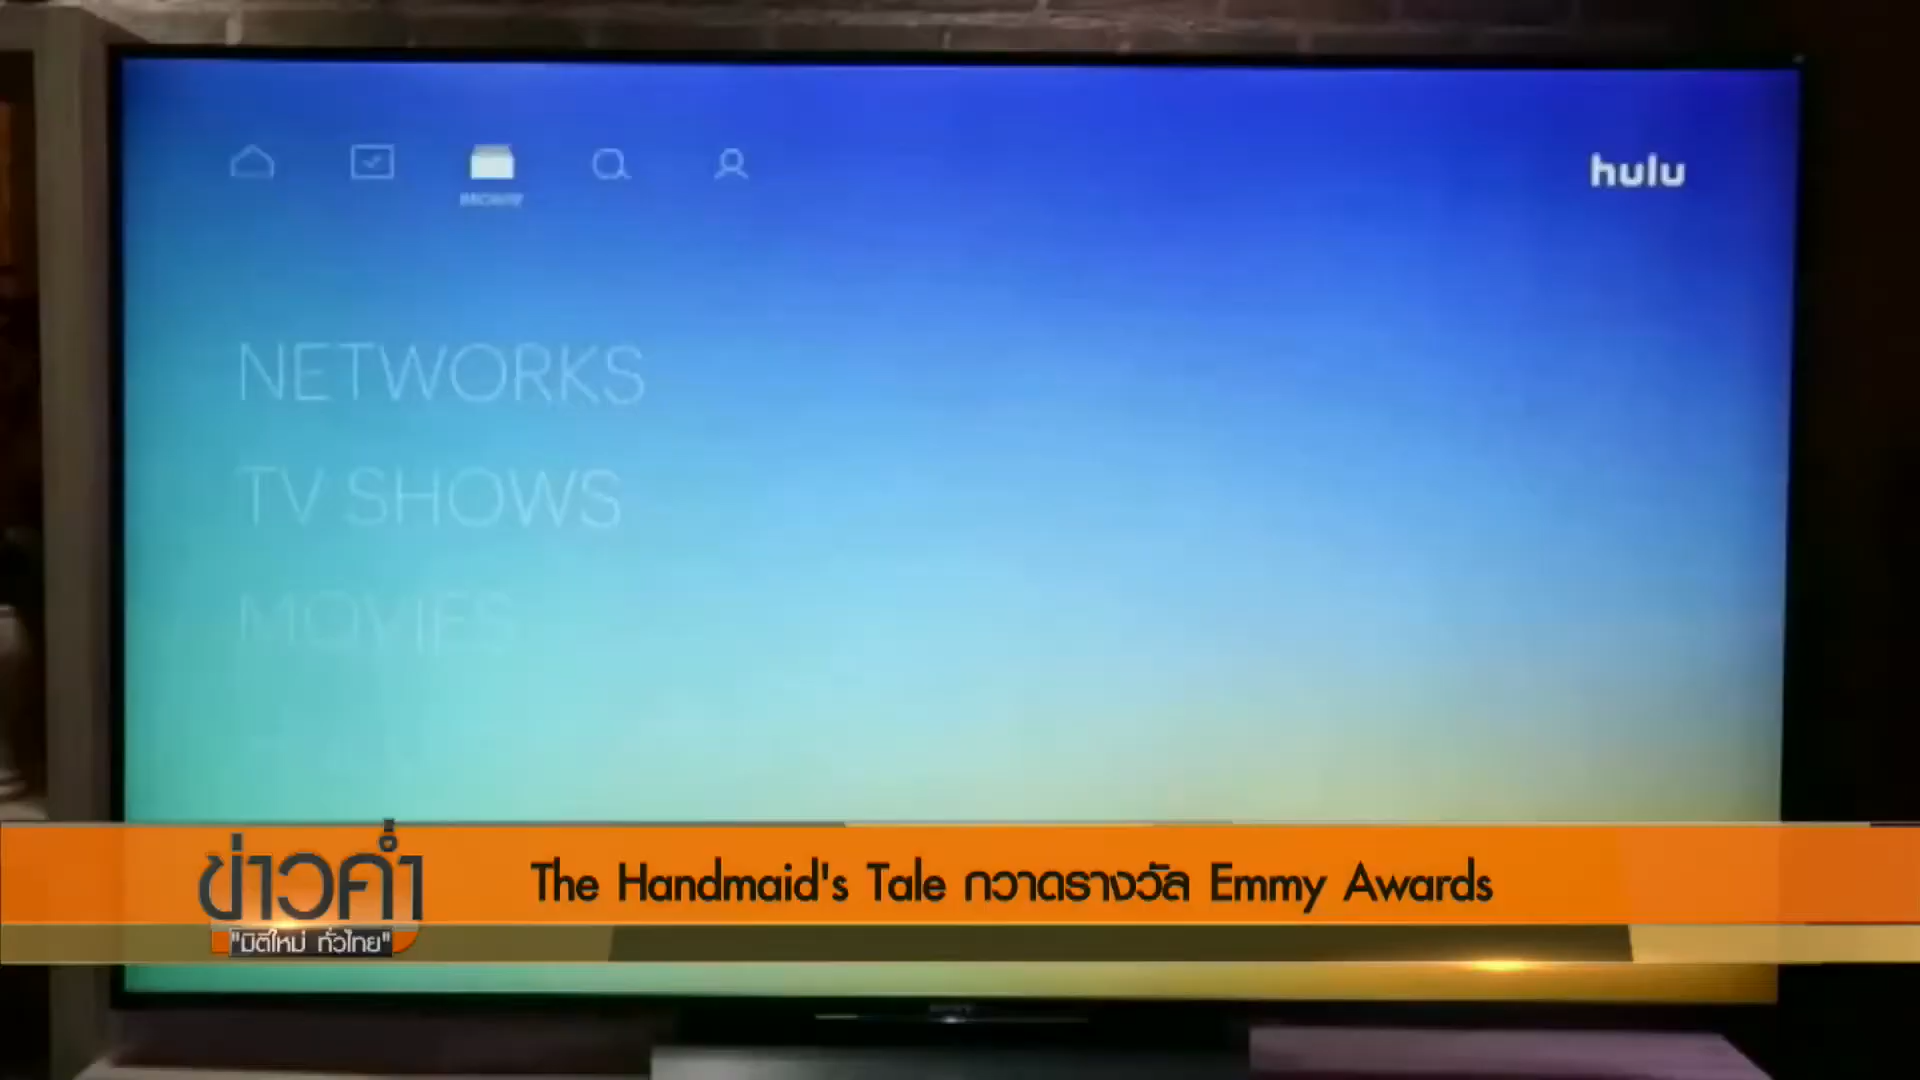 hulu
NETWORKS
TV SHOWS
MOVIES
ข่าวค่ำ
"มิติใหม่ ทั่วไทย"
The Handmaid's Tale กวาดรางวัล Emmy Awards